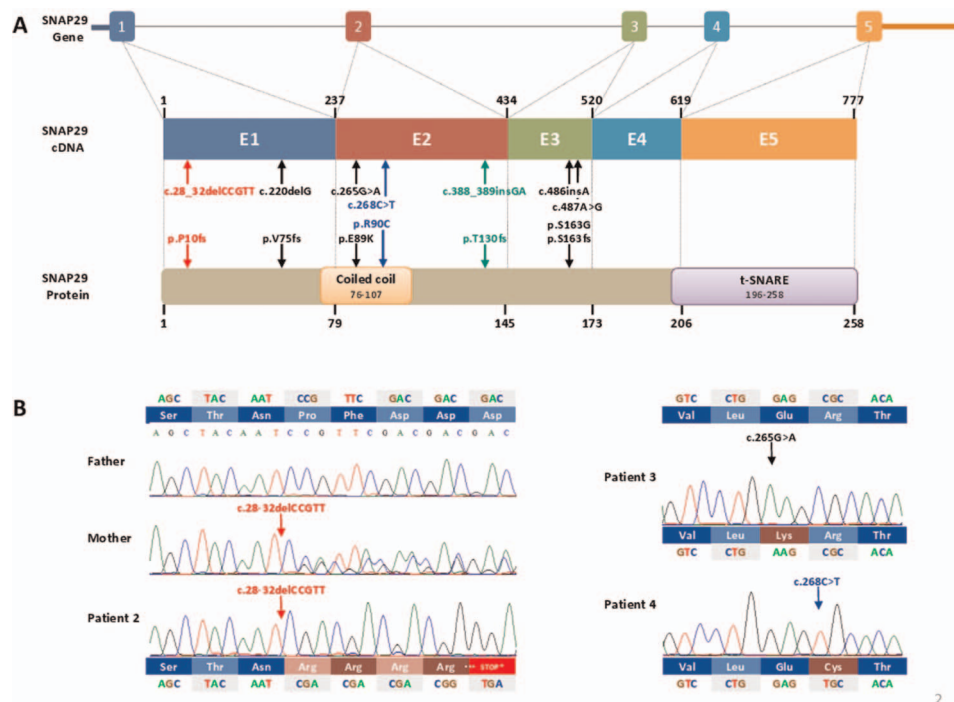 A
SNAP29 Gene
1 2 3 4 5
1 237 434 520 619 777
SNAP29 cDNA
E1 E2 E3 E4 E5
c.28_32delCCGTT c.220delG c.265G>A c.388_389insGA c.486insA
c.268C>T c.487A>G
p.R90C p.S163G
p.P10fs p.V75fs p.E89K p.T130fs p.S163fs
SNAP29 Protein
Coiled coil t-SNARE
76-107 196-258
1 79 145 173 206 258
B
AGC TAC AAT CCG TTC GAC GAC GAC
Ser Thr Asn Pro Phe Asp Asp Asp
A G C T A C A A T C C G T T C G A C G A C G A C
Father
c.28-32delCCGTT
Mother
c.28-32delCCGTT
Patient 2
Ser Thr Asn Arg Arg Arg Arg ... STOP*
AGC TAC AAT CGA CGA CGA CGG TGA
GTC CTG GAG CGC ACA
Val Leu Glu Arg Thr
c.265G>A
Patient 3
Val Leu Lys Arg Thr
GTC CTG AAG CGC ACA
c.268C>T
Patient 4
Val Leu Glu Cys Thr
GTC CTG GAG TGC ACA
2